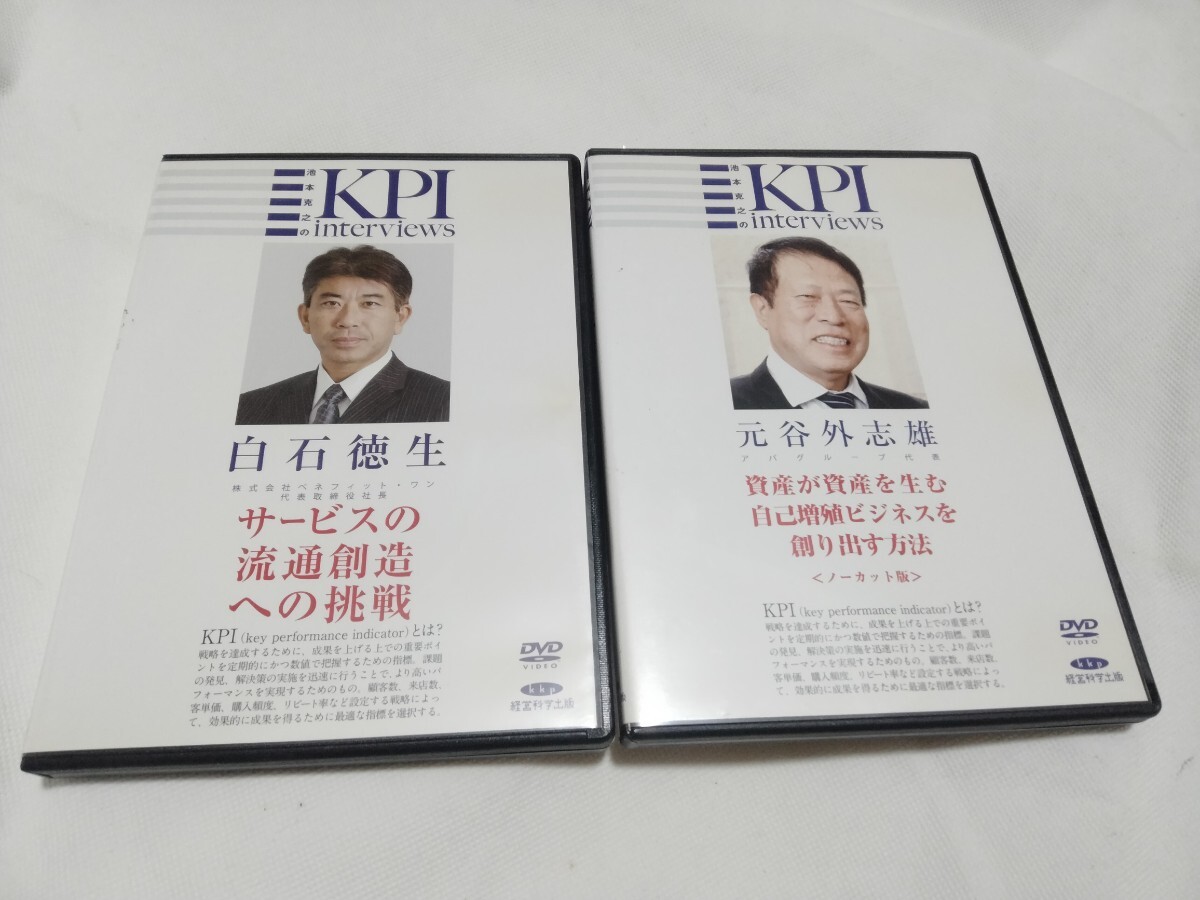 池本克之の
KPI
interviews
白石徳生
株式会社ベネフィット・ワン
代表取締役社長
サービスの
流通創造
への挑戦
KPI(key performance indicator)とは?
戦略を達成するために、成果を上げる上での重要ポイ
ントを定期的にかつ数値で把握するための指標。課題
の発見、解決策の実施を迅速に行うことで、より高いパ
フォーマンスを実現するためのもの。顧客数、来店数、
客単価、購入頻度、リピート率など設定する戦略によっ
て、効果的に成果を得るために最適な指標を選択する。
DVD
VIDEO
kkp
経営科学出版
池本克之の
KPI
interviews
元谷外志雄
アパグループ代表
資産が資産を生む
自己増殖ビジネスを
創り出す方法
<ノーカット版>
KPI(key performance indicator)とは?
戦略を達成するために、成果を上げる上での重要ポイ
ントを定期的にかつ数値で把握するための指標。課題
の発見、解決策の実施を迅速に行うことで、より高いパ
フォーマンスを実現するためのもの。顧客数、来店数、
客単価、購入頻度、リピート率など設定する戦略によっ
て、効果的に成果を得るために最適な指標を選択する。
DVD
VIDEO
kkp
経営科学出版